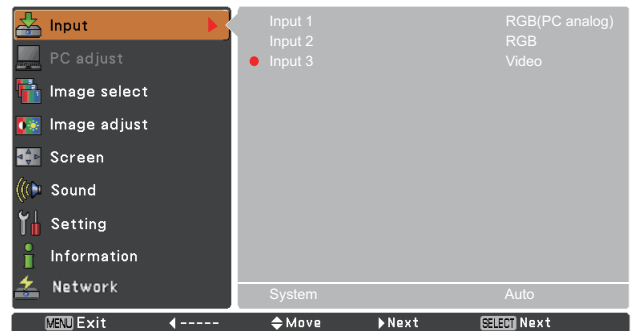 Input
PC adjust
Image select
Image adjust
Screen
Sound
Setting
Information
Network
Input 1 RGB(PC analog)
Input 2 RGB
Input 3 Video
System Auto
MENU Exit ◀ ----- Move Next SELECT Next